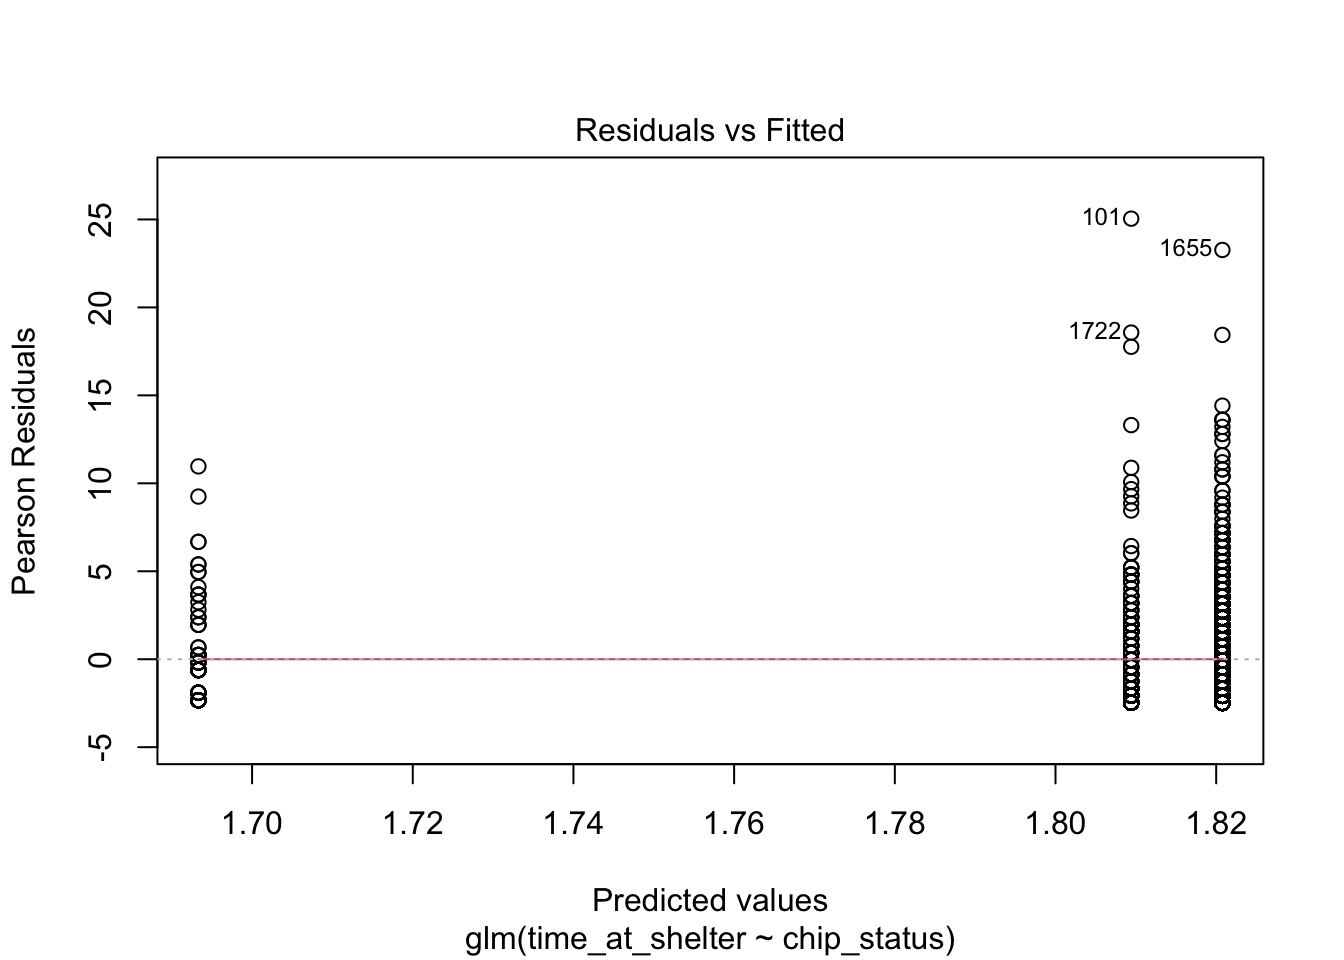 Residuals vs Fitted
Pearson Residuals
25
20
15
10
5
0
-5
101
1655
1722
1.70 1.72 1.74 1.76 1.78 1.80 1.82
Predicted values
glm(time_at_shelter ~ chip_status)